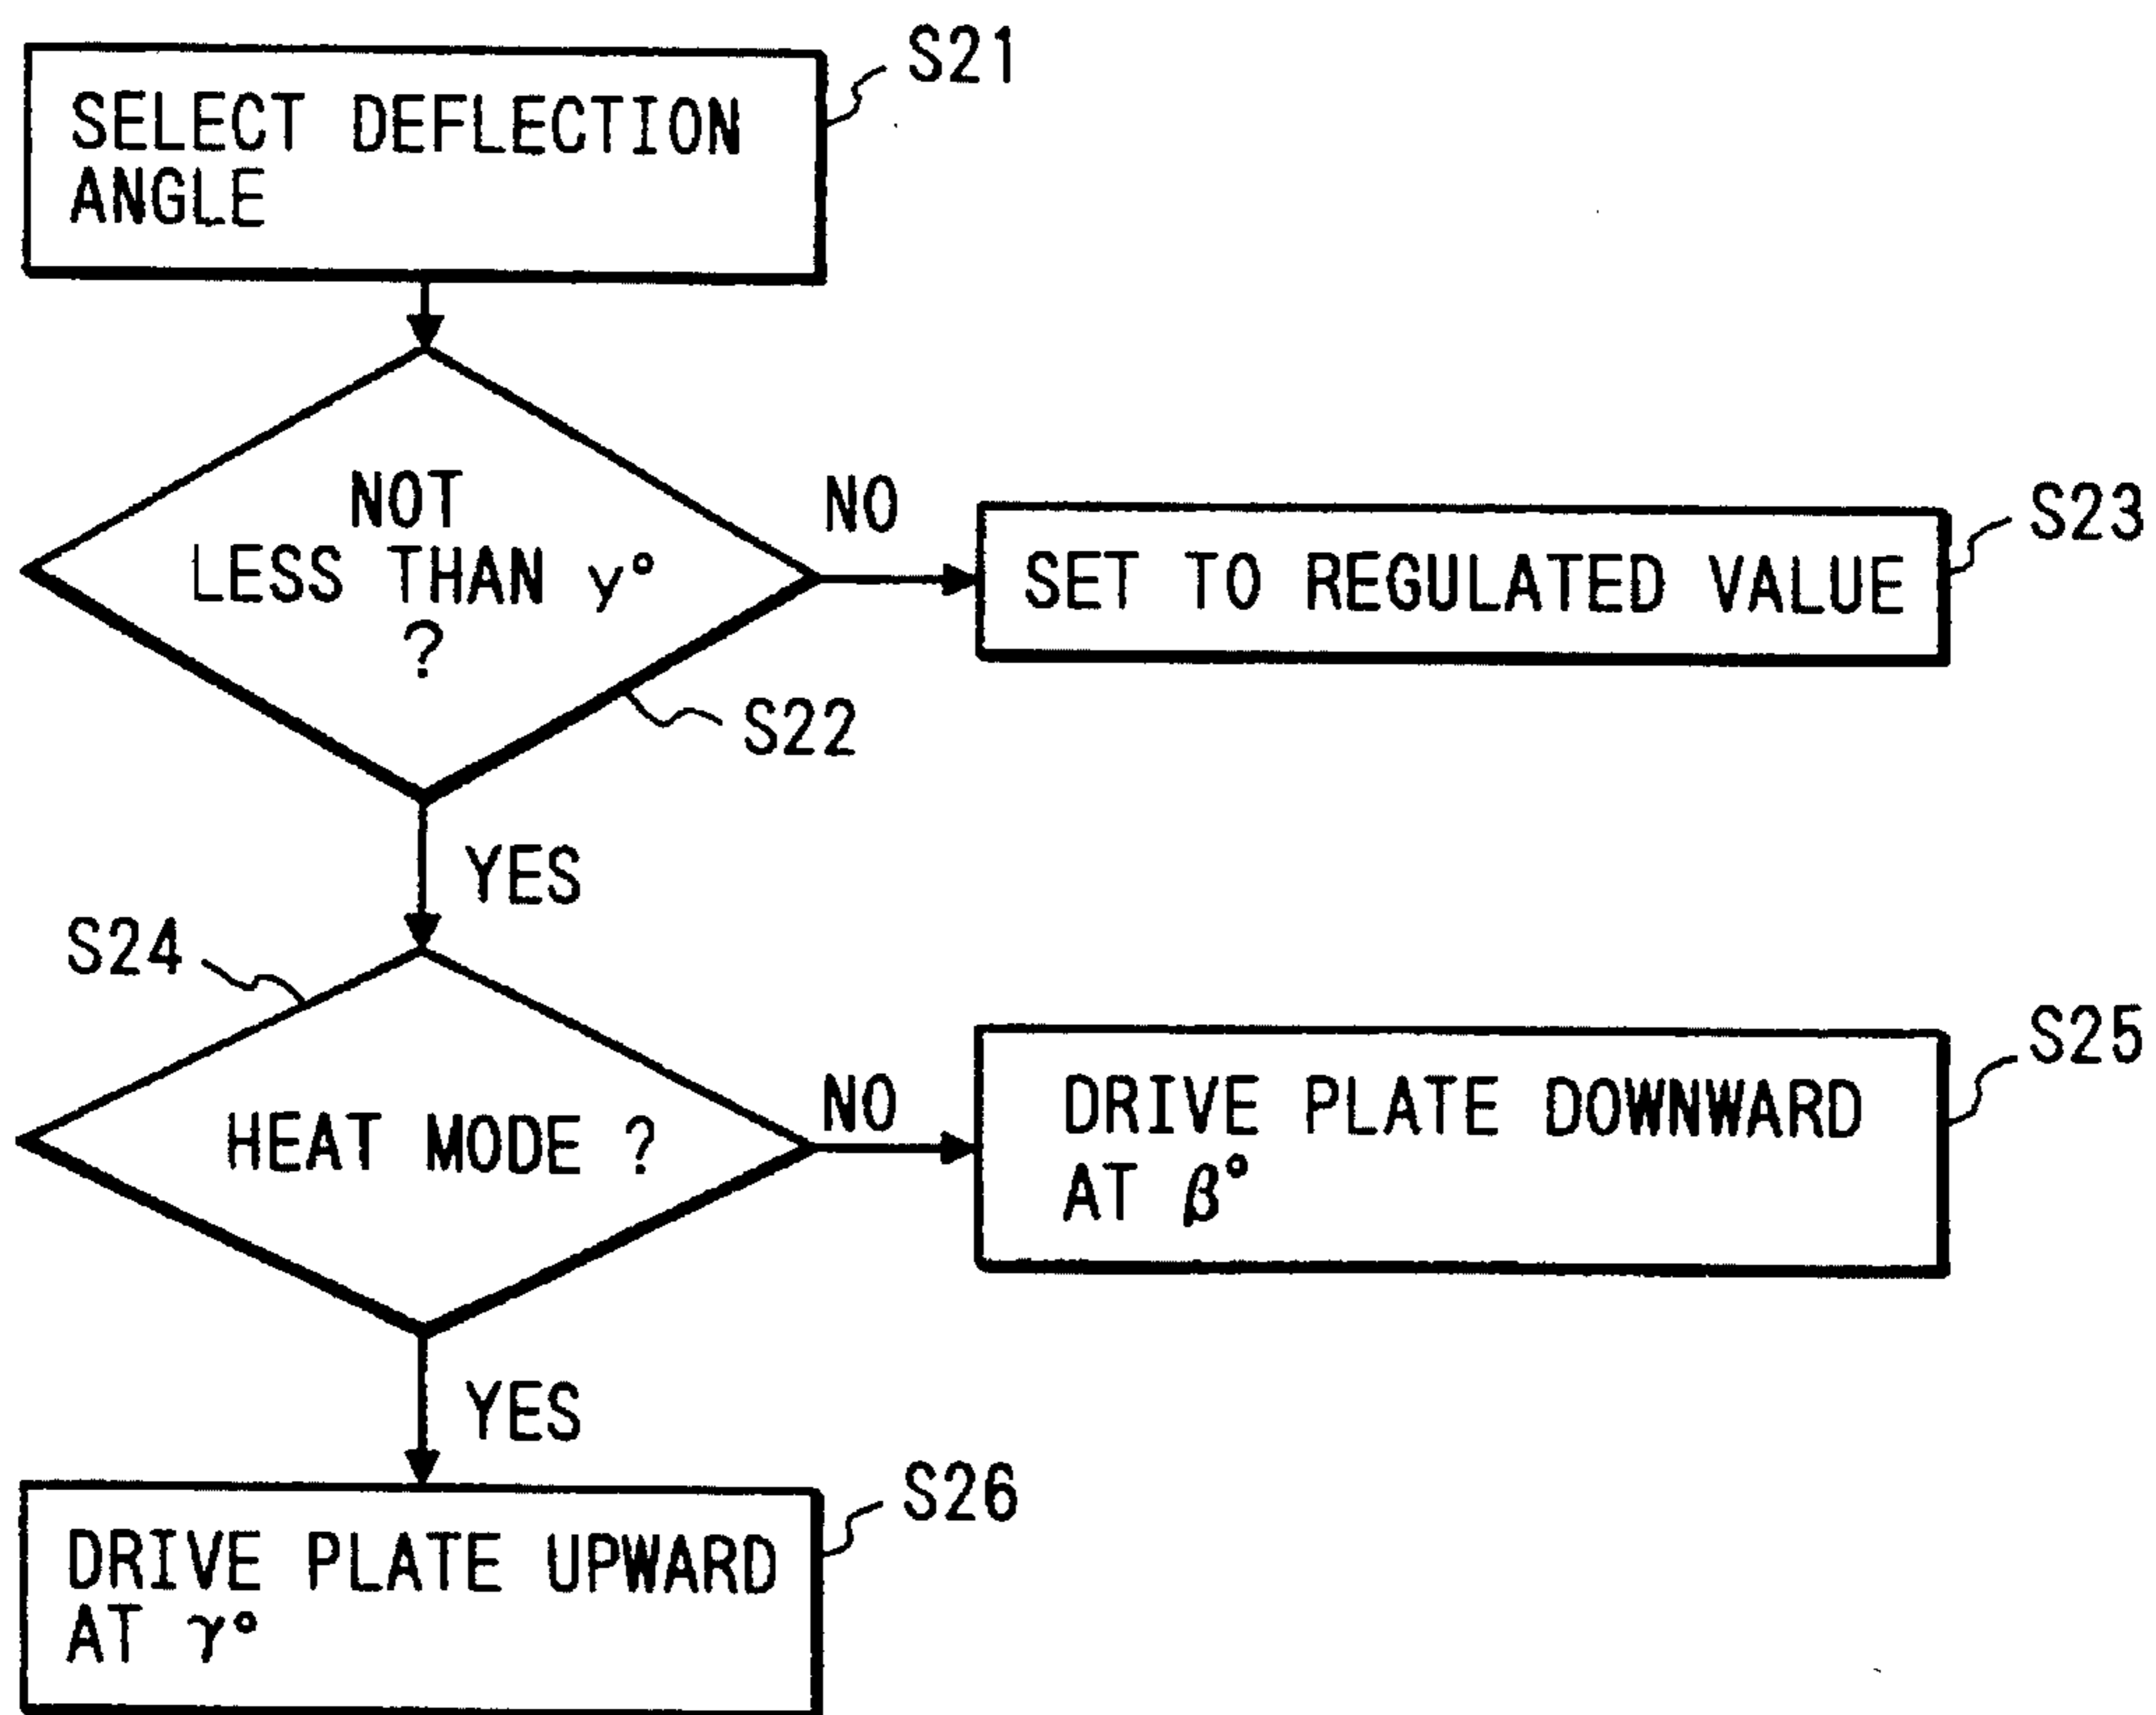 S21
SELECT DEFLECTION
ANGLE
NOT
LESS THAN y°
?
NO
SET TO REGULATED VALUE
S23
S22
YES
S24
HEAT MODE ?
NO
DRIVE PLATE DOWNWARD
AT β°
S25
YES
DRIVE PLATE UPWARD
AT γ°
S26